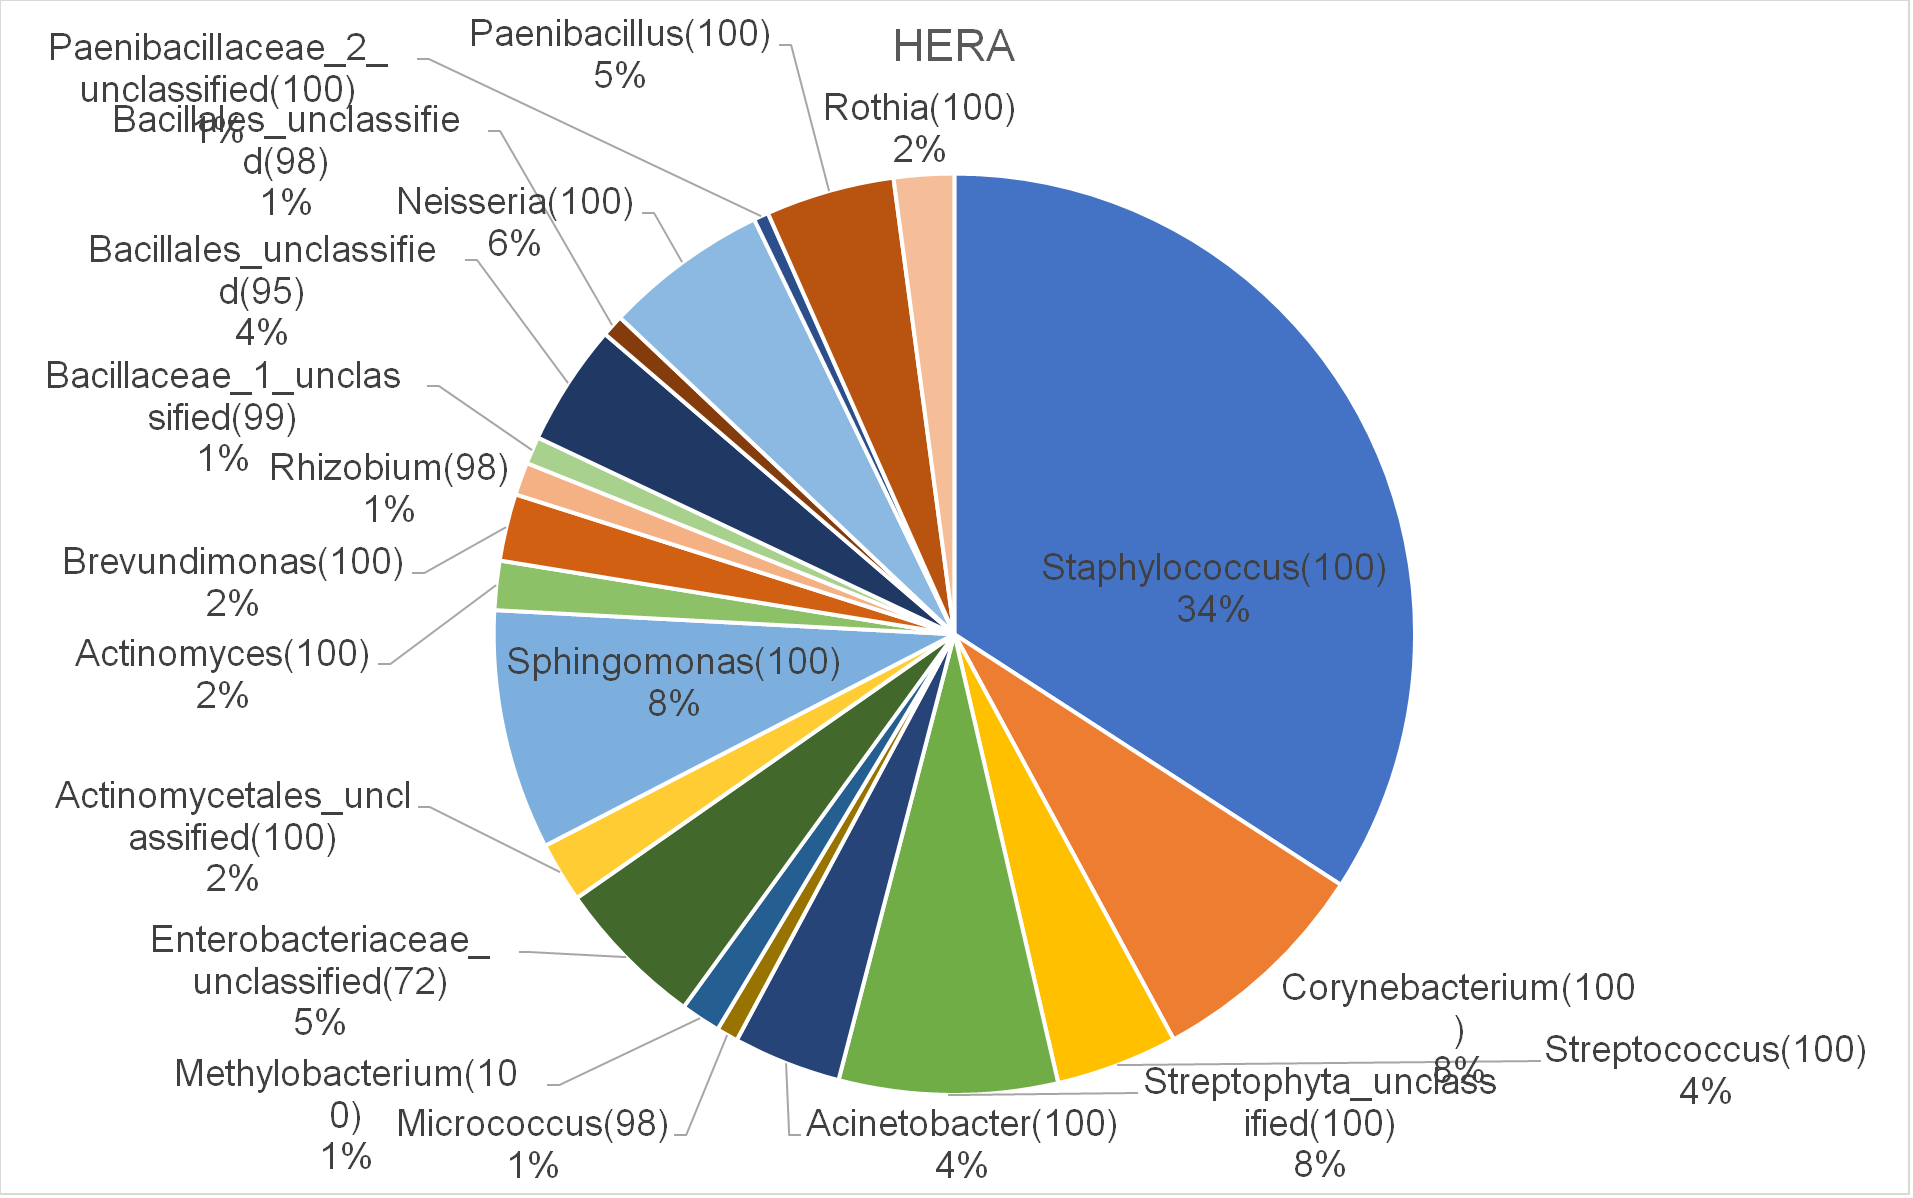 HERA
Paenibacillus(100)
5%
Rothia(100)
2%
Paenibacillaceae_2_
unclassified(100)
1%
Bacillales_unclassifie
d(98)
1%
Neisseria(100)
6%
Bacillales_unclassifie
d(95)
4%
Bacillaceae_1_unclas
sified(99)
1%
Rhizobium(98)
1%
Brevundimonas(100)
2%
Actinomyces(100)
2%
Sphingomonas(100)
8%
Staphylococcus(100)
34%
Actinomycetales_uncl
assified(100)
2%
Enterobacteriaceae_
unclassified(72)
5%
Methylobacterium(10
0)
1%
Micrococcus(98)
1%
Acinetobacter(100)
4%
Streptophyta_unclass
ified(100)
8%
Corynebacterium(100
)
8%
Streptococcus(100)
4%